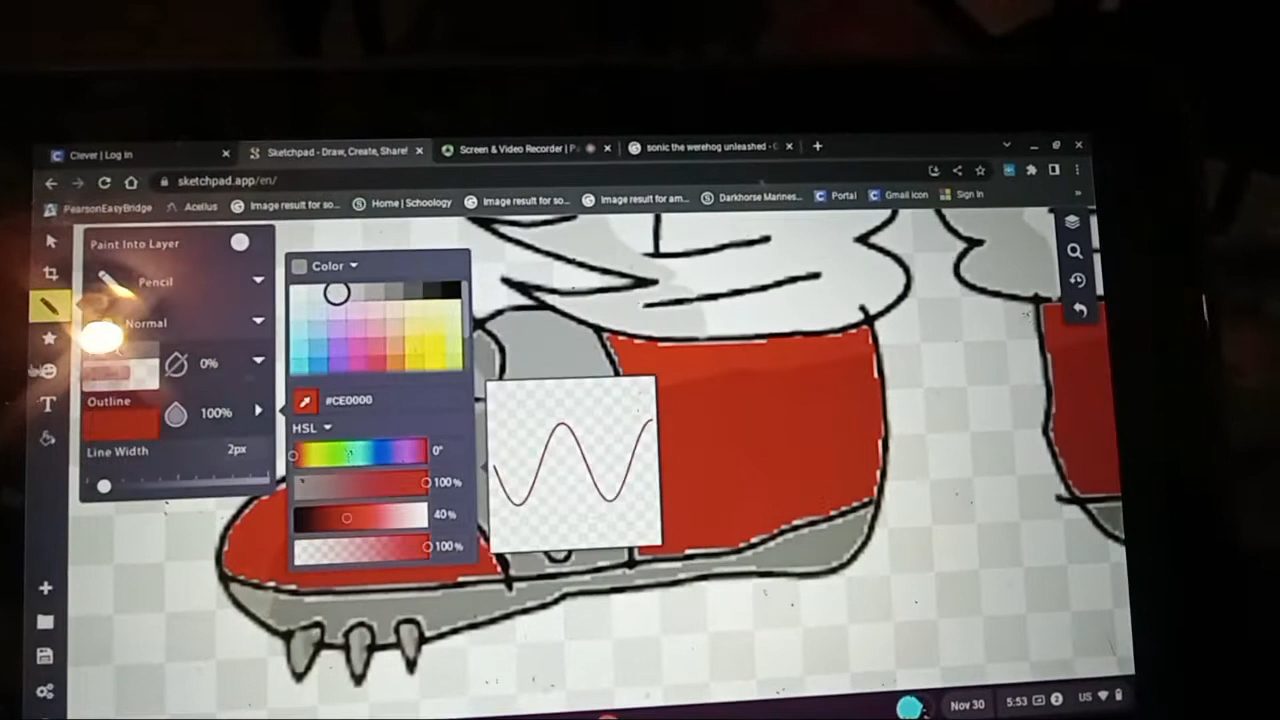 Clever | Log in
Sketchpad - Draw, Create, Share!
Screen & Video Recorder | P
sonic the werehog unleashed - G
sketchpad.app/en/
PearsonEasyBridge
Acellus
Image result for so...
Home | Schoology
Image result for so...
Image result for am...
Darkhorse Marines...
Portal
Gmail Icon
Sign In
Paint Into Layer
Pencil
Normal
0%
Outline
100%
Line Width
2px
Color
#CE0000
HSL
0°
100%
40%
100%
T
Nov 30
5:53
US